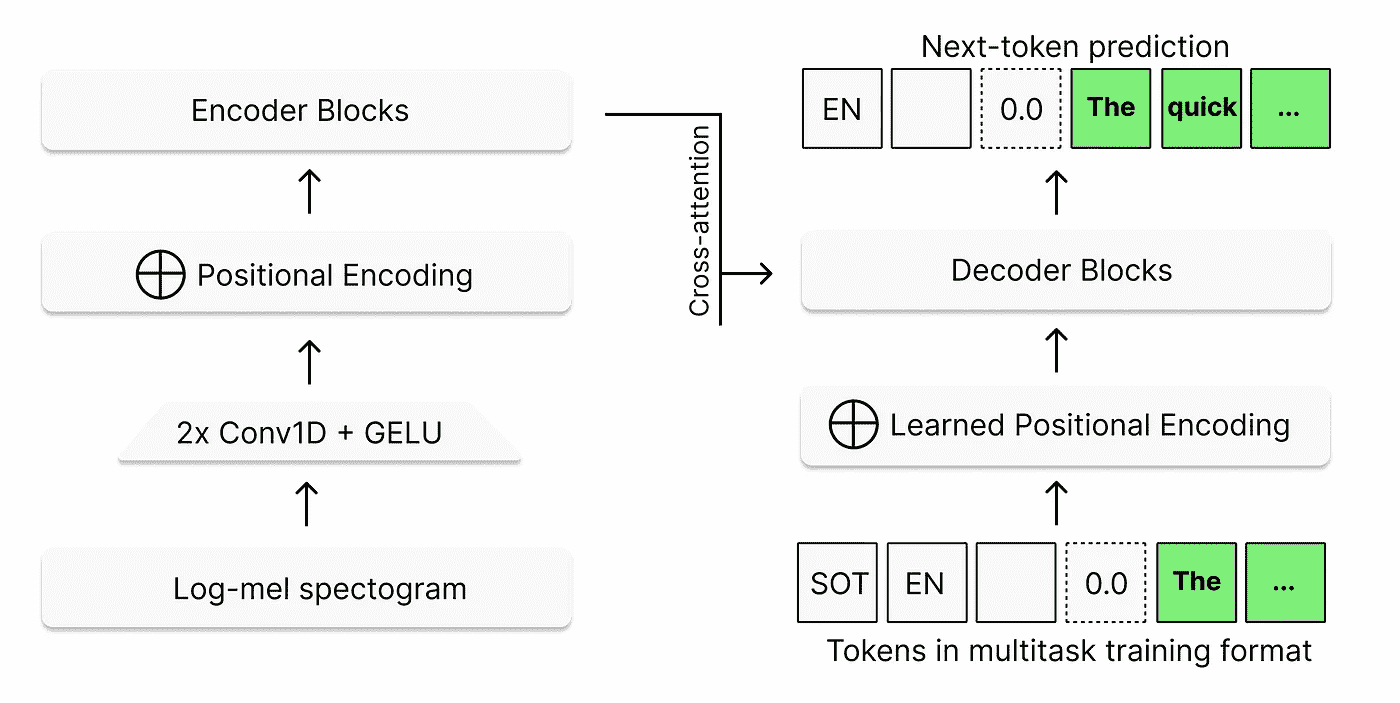 Encoder Blocks
Positional Encoding
2x Conv1D + GELU
Log-mel spectogram
Cross-attention
Next-token prediction
EN 0.0 The quick ...
Decoder Blocks
Learned Positional Encoding
SOT EN 0.0 The ...
Tokens in multitask training format